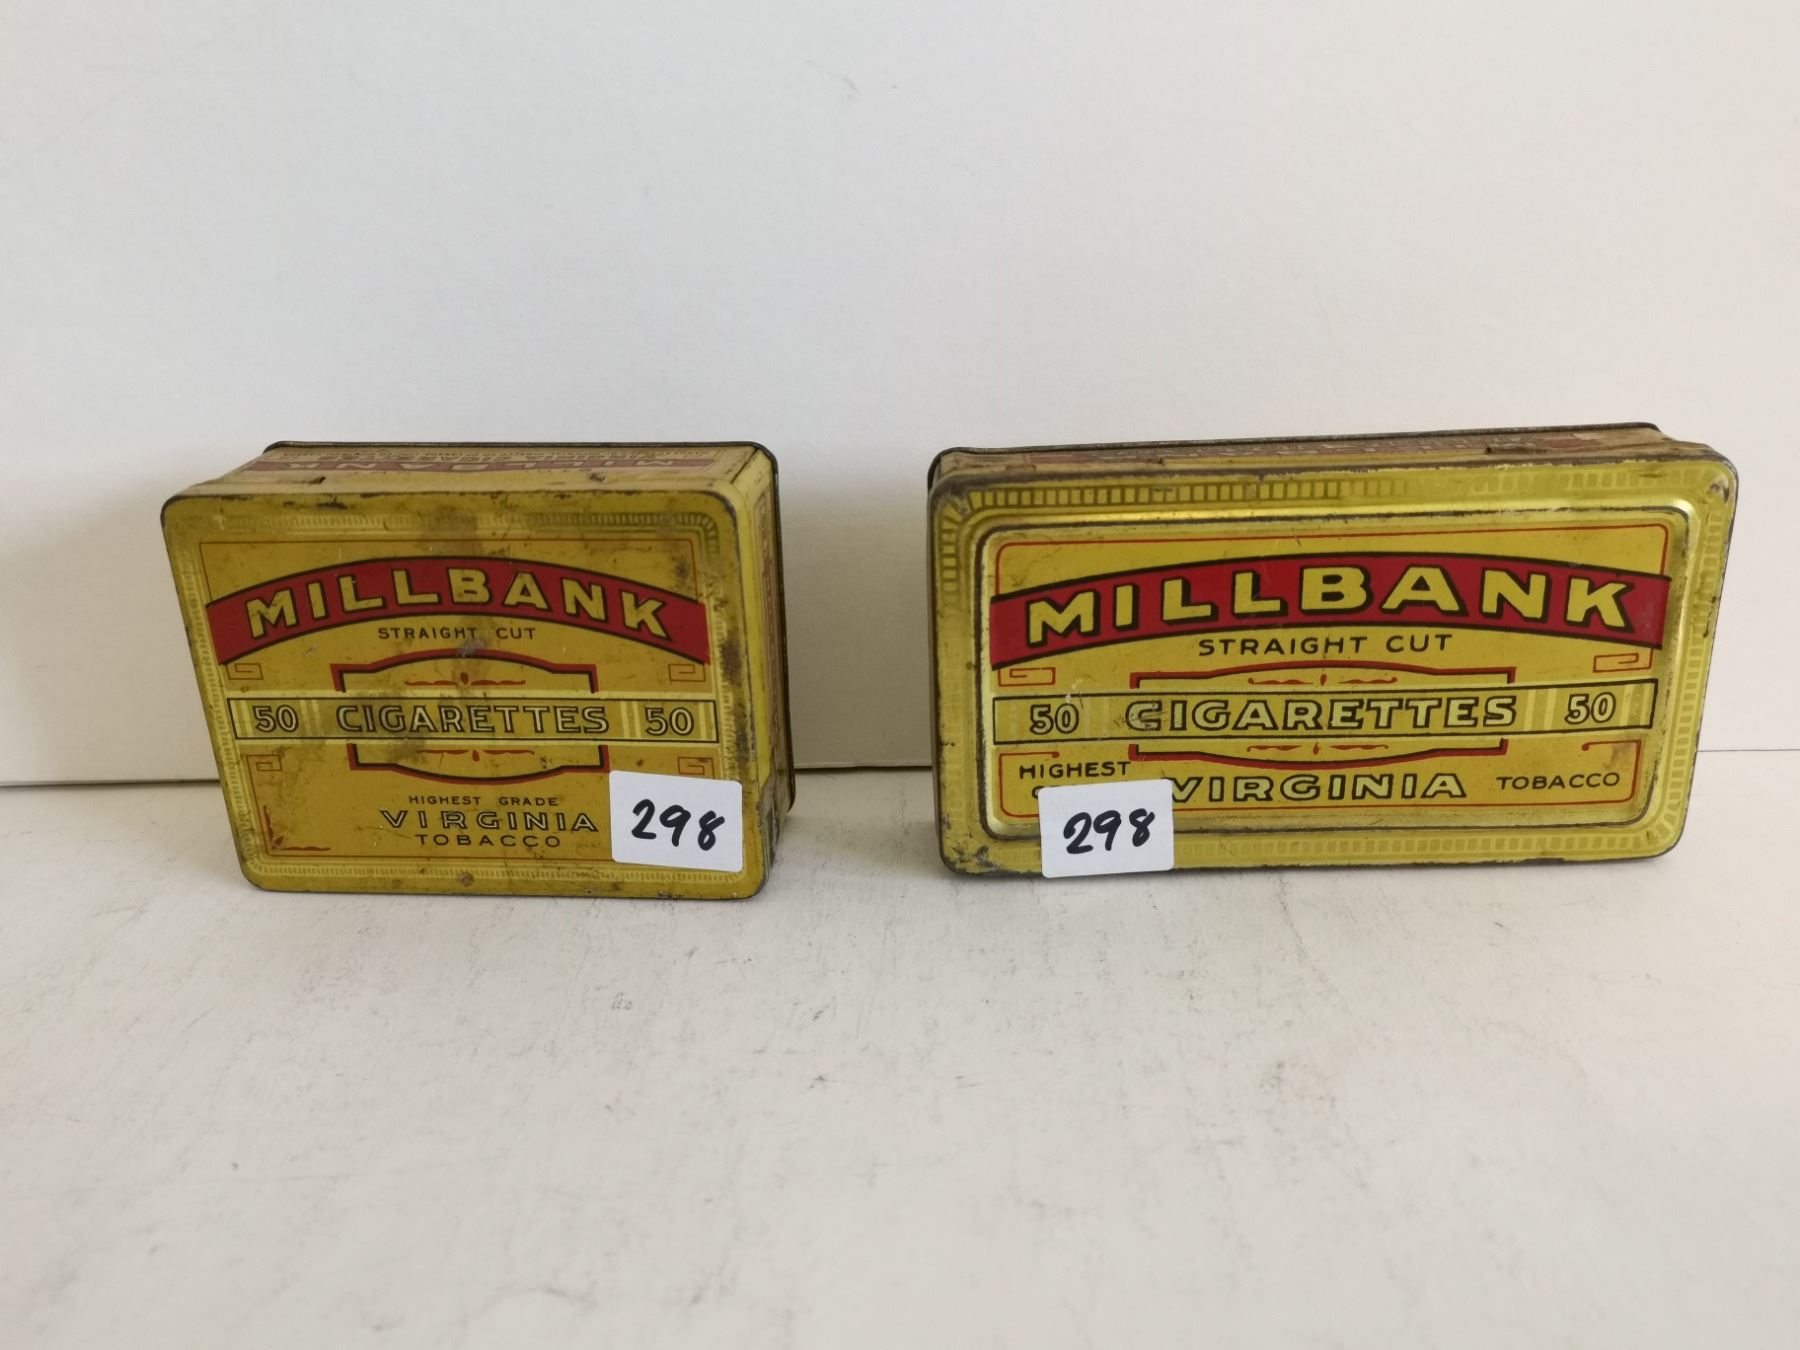 MILLBANK
MILLBANK
STRAIGHT CUT
50 CIGARETTES 50
HIGHEST GRADE
VIRGINIA
TOBACCO
298
MILLBANK
STRAIGHT CUT
50 CIGARETTES 50
HIGHEST
VIRGINIA TOBACCO
298